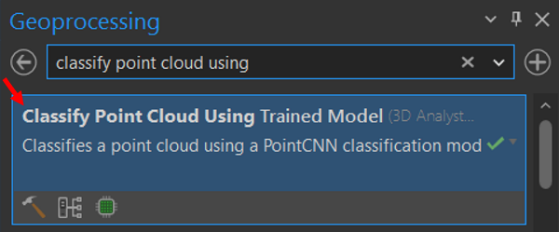 Geoprocessing
classify point cloud using
Classify Point Cloud Using Trained Model (3D Analyst...
Classifies a point cloud using a PointCNN classification mod